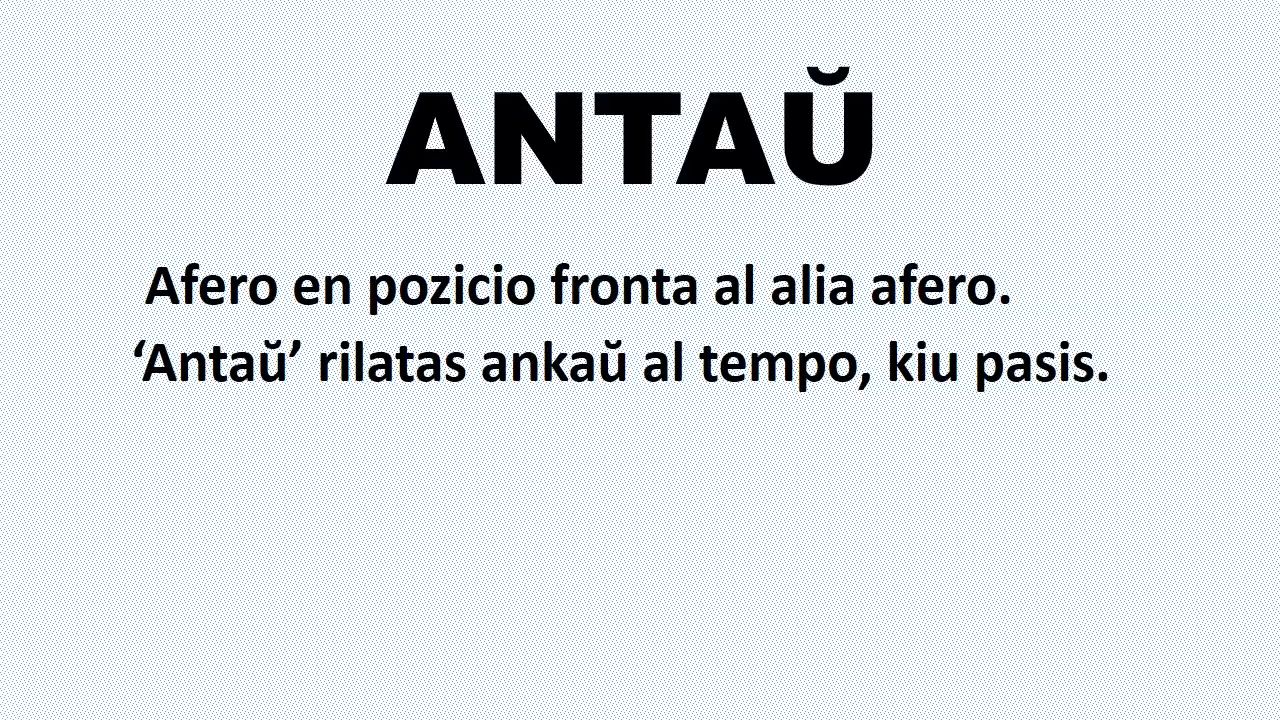 ANTAŬ
Afero en pozicio fronta al alia afero.
‘Antaŭ’ rilatas ankaŭ al tempo, kiu pasis.